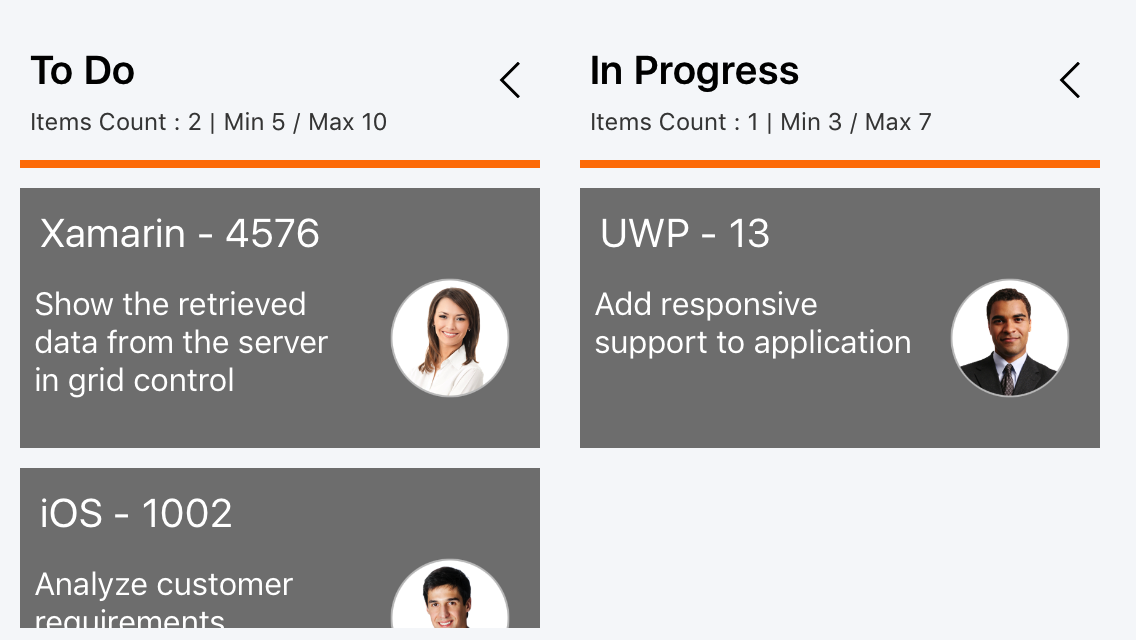 To Do
Items Count : 2 | Min 5 / Max 10
Xamarin - 4576
Show the retrieved
data from the server
in grid control
iOS - 1002
Analyze customer
requirements
In Progress
Items Count : 1 | Min 3 / Max 7
UWP - 13
Add responsive
support to application